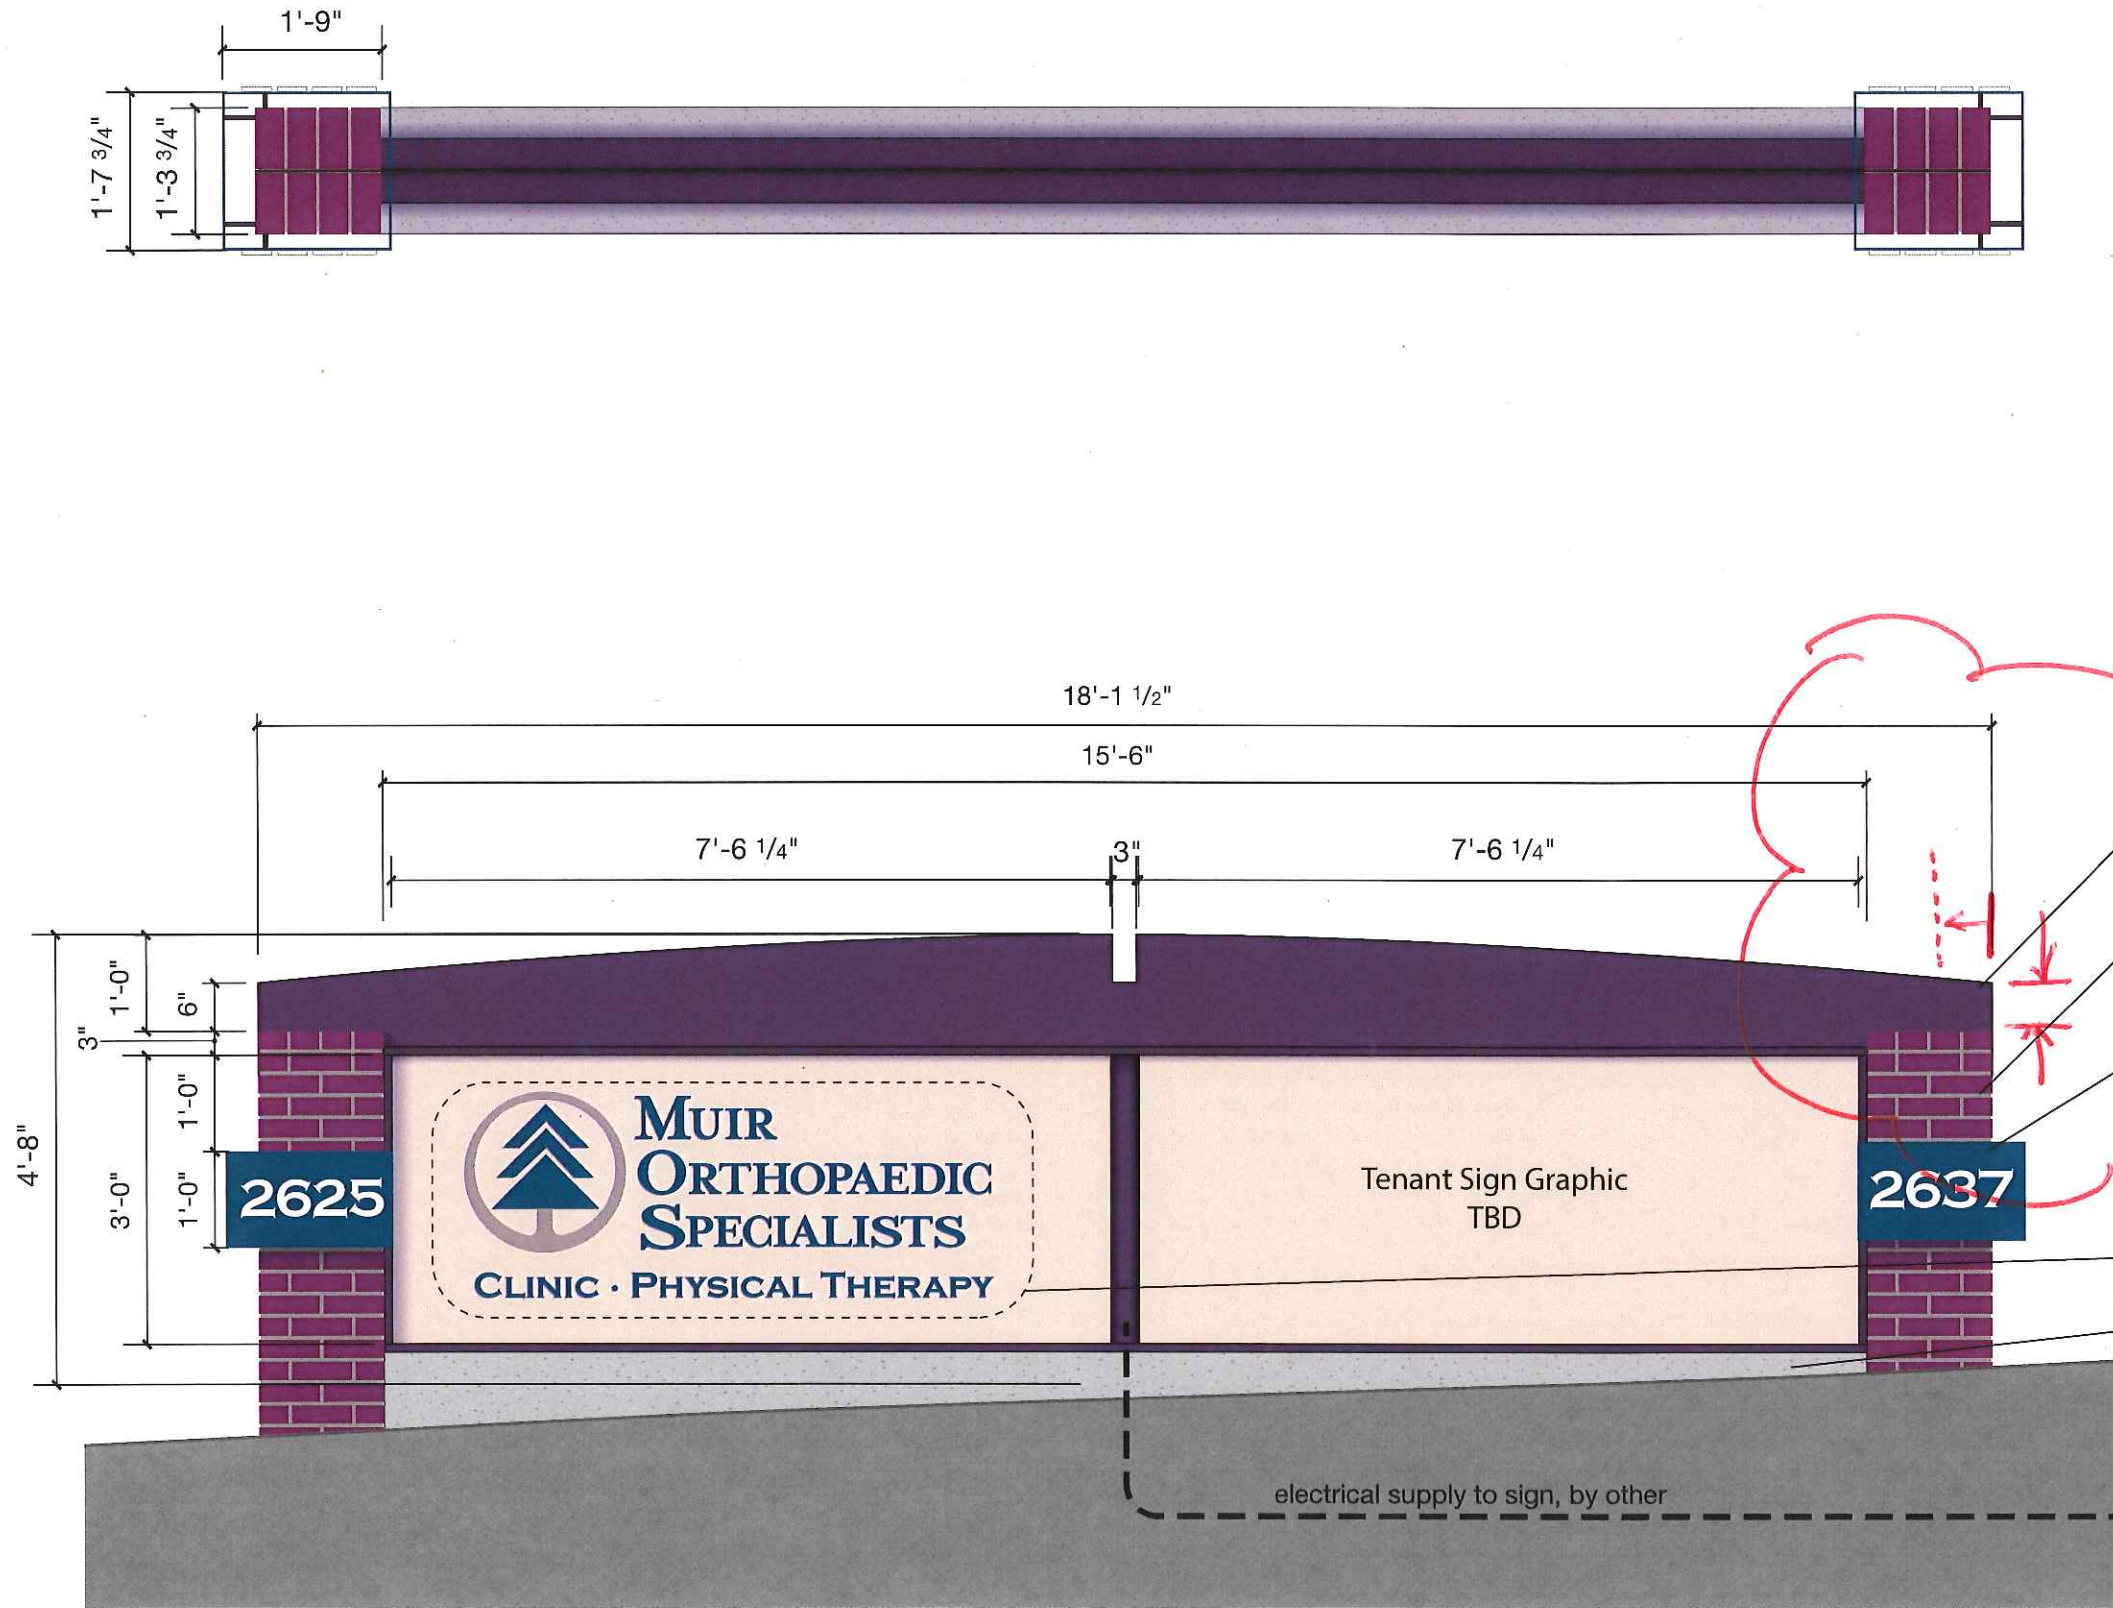 1'-9"
1'-7 3/4"
1'-3 3/4"
18'-1 1/2"
15'-6"
7'-6 1/4"
3"
7'-6 1/4"
1'-0"
6"
3"
4'-8"
3'-0"
1'-0"
1'-0"
MUIR
ORTHOPAEDIC
SPECIALISTS
CLINIC · PHYSICAL THERAPY
2625
Tenant Sign Graphic
TBD
2637
electrical supply to sign, by other